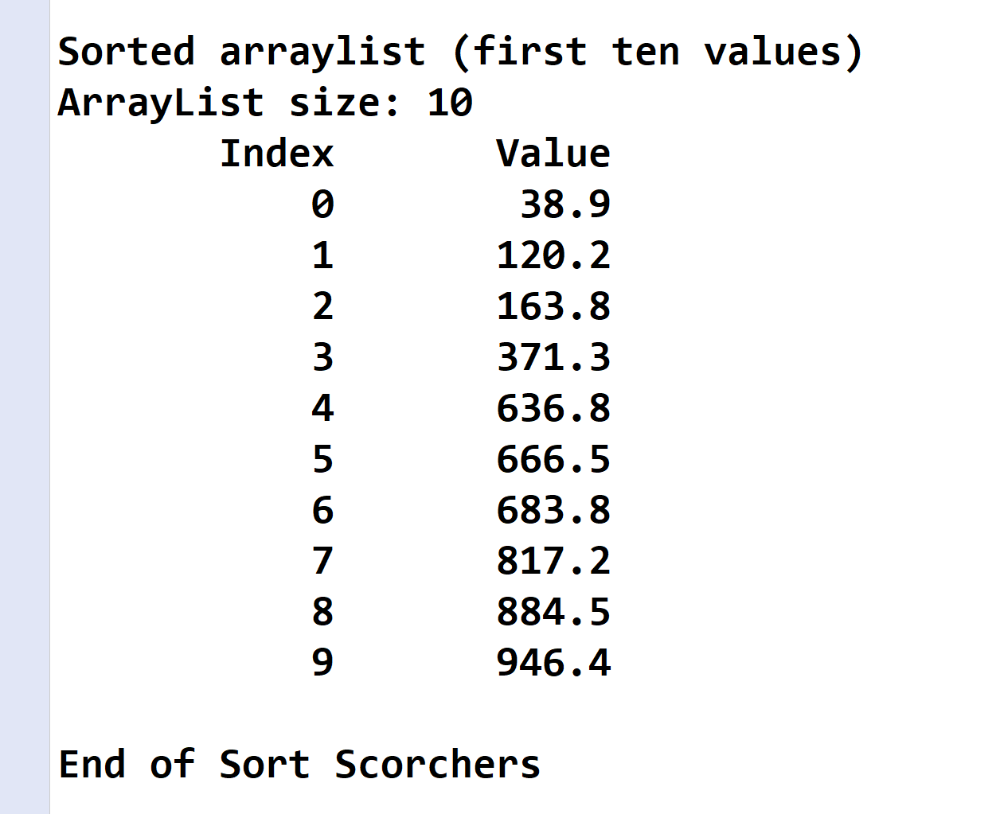 Sorted arraylist (first ten values)
ArrayList size: 10
Index Value
0 38.9
1 120.2
2 163.8
3 371.3
4 636.8
5 666.5
6 683.8
7 817.2
8 884.5
9 946.4
End of Sort Scorchers